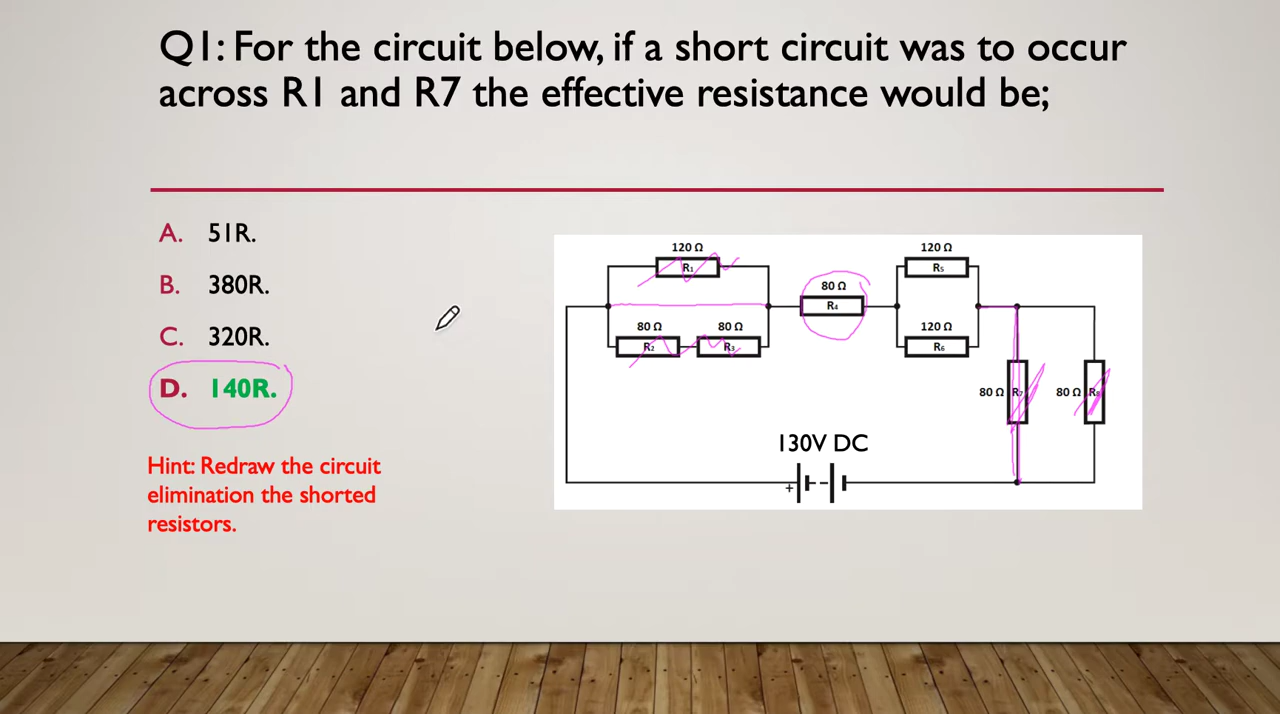 Q1: For the circuit below, if a short circuit was to occur
across R1 and R7 the effective resistance would be;
A. 51R.
B. 380R.
C. 320R.
D. 140R.
Hint: Redraw the circuit
elimination the shorted
resistors.
120 Ω
R1
80 Ω
R2
80 Ω
R3
80 Ω
R4
120 Ω
R5
120 Ω
R6
80 Ω
R7
80 Ω
R8
130V DC
+